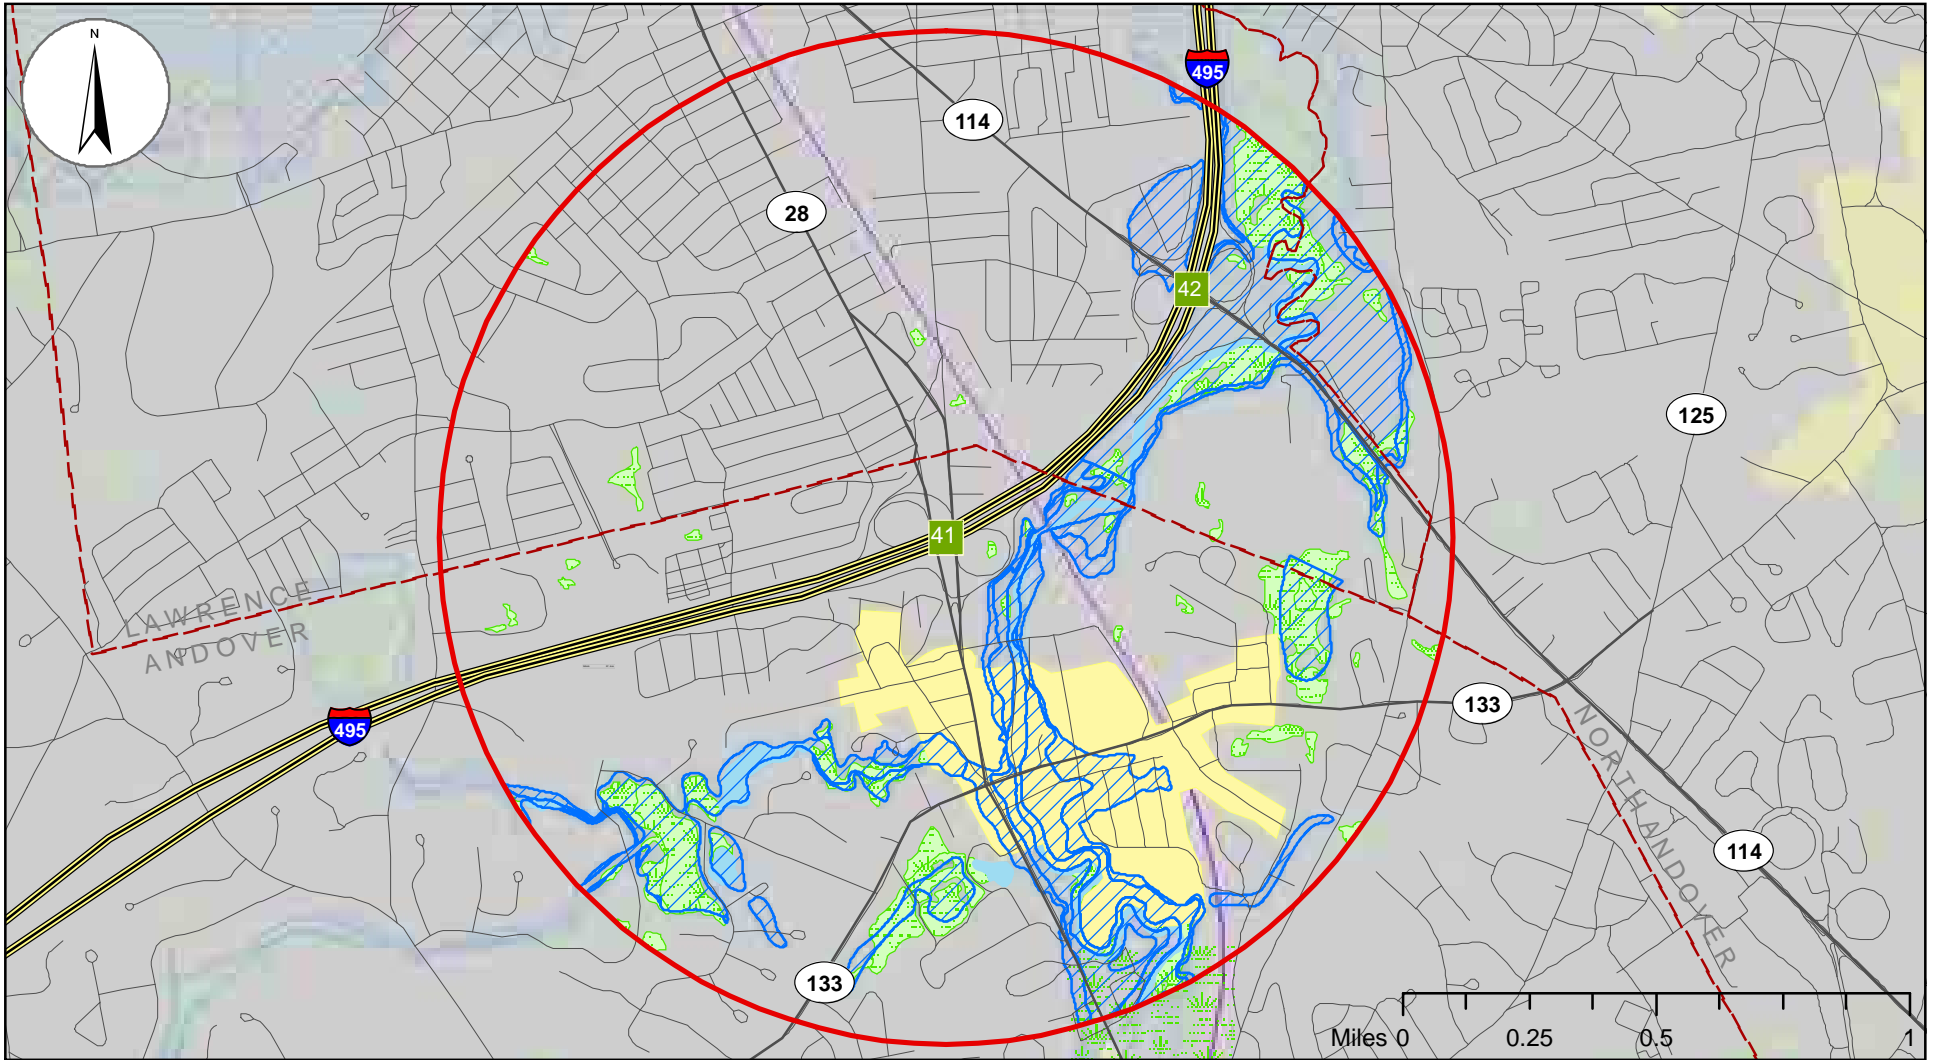 N
495
114
28
42
125
41
LAWRENCE
ANDOVER
133
495
NORTH ANDOVER
114
133
Miles 0 0.25 0.5 1